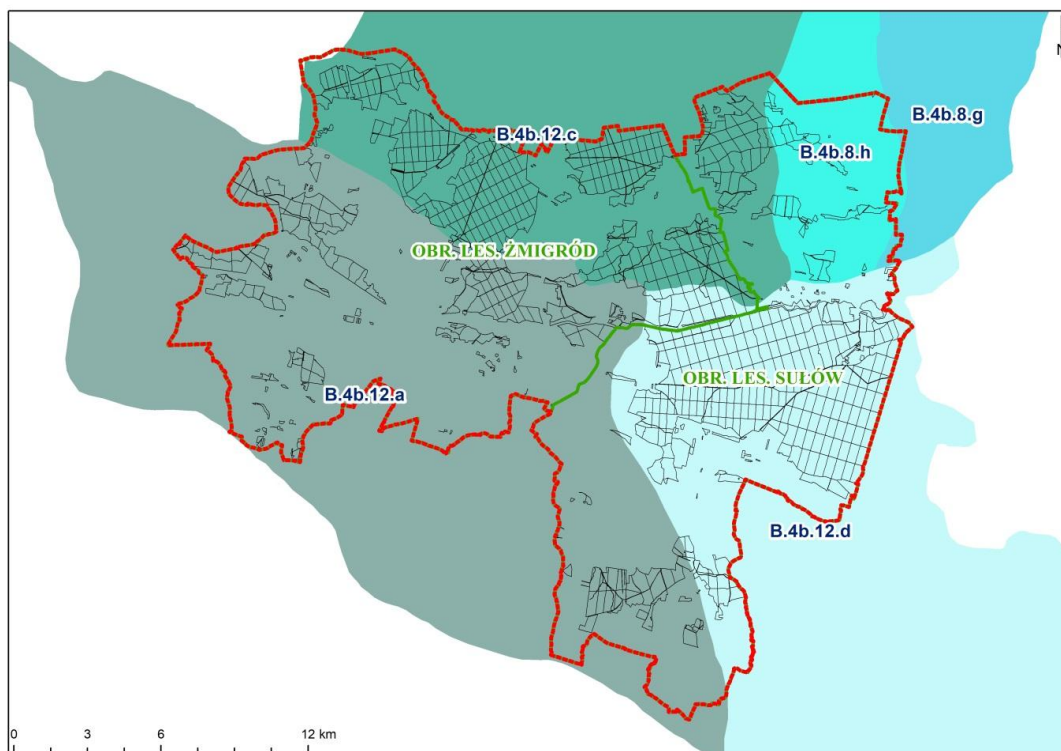 N
B.4b.8.g
B.4b.12.c
B.4b.8.h
OBR. LES. ŻMIGRÓD
OBR. LES. SUŁÓW
B.4b.12.a
B.4b.12.d
0 3 6 12 km